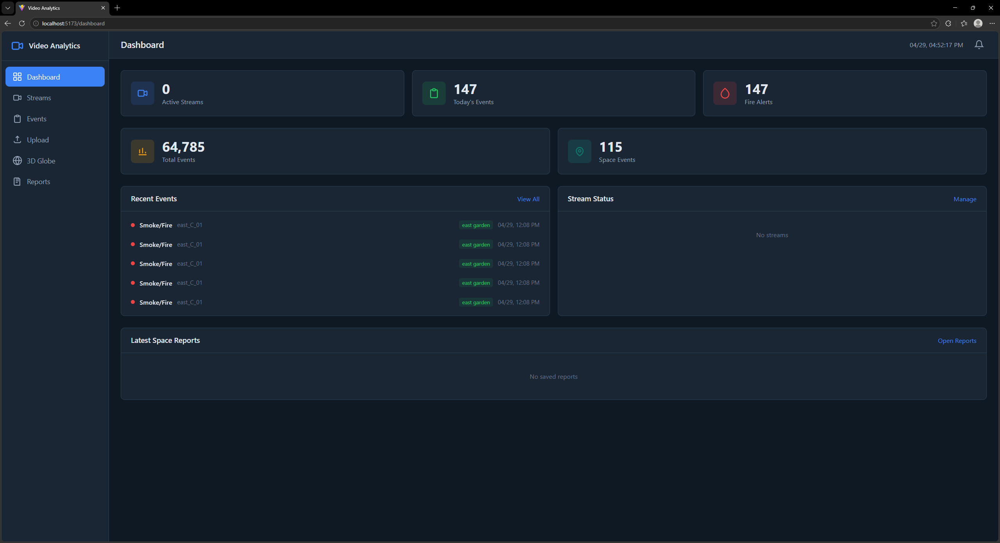 Video Analytics
localhost:5173/dashboard
Video Analytics
Dashboard
04/29, 04:52:17 PM
Dashboard
Streams
Events
Upload
3D Globe
Reports
0
Active Streams
147
Today's Events
147
Fire Alerts
64,785
Total Events
115
Space Events
Recent Events
View All
Smoke/Fire east_C_01 east garden 04/29, 12:08 PM
Smoke/Fire east_C_01 east garden 04/29, 12:08 PM
Smoke/Fire east_C_01 east garden 04/29, 12:08 PM
Smoke/Fire east_C_01 east garden 04/29, 12:08 PM
Smoke/Fire east_C_01 east garden 04/29, 12:08 PM
Stream Status
Manage
No streams
Latest Space Reports
Open Reports
No saved reports